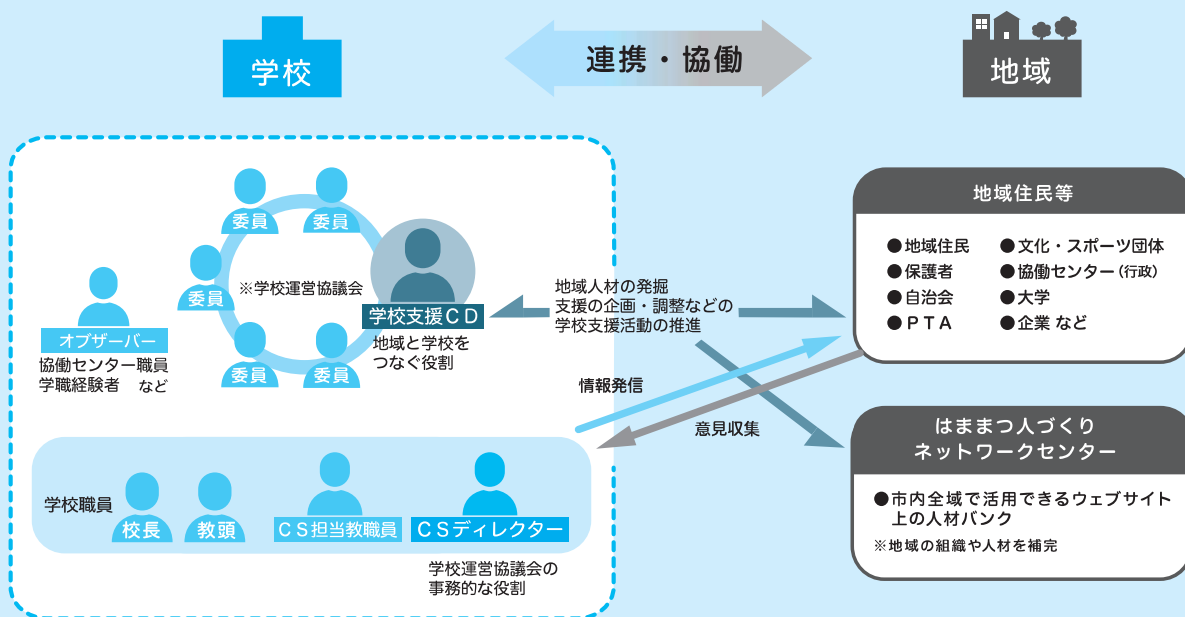 学校
連携・協働
地域
委員
委員
委員
※学校運営協議会
学校支援CD
地域と学校を
つなぐ役割
委員
委員
オブザーバー
協働センター職員
学職経験者 など
地域人材の発掘
支援の企画・調整などの
学校支援活動の推進
情報発信
意見収集
学校職員
校長
教頭
CS担当教職員
CSディレクター
学校運営協議会の
事務的な役割
地域住民等
●地域住民
●保護者
●自治会
●PTA
●文化・スポーツ団体
●協働センター(行政)
●大学
●企業 など
はままつ人づくり
ネットワークセンター
●市内全域で活用できるウェブサイト
上の人材バンク
※地域の組織や人材を補完